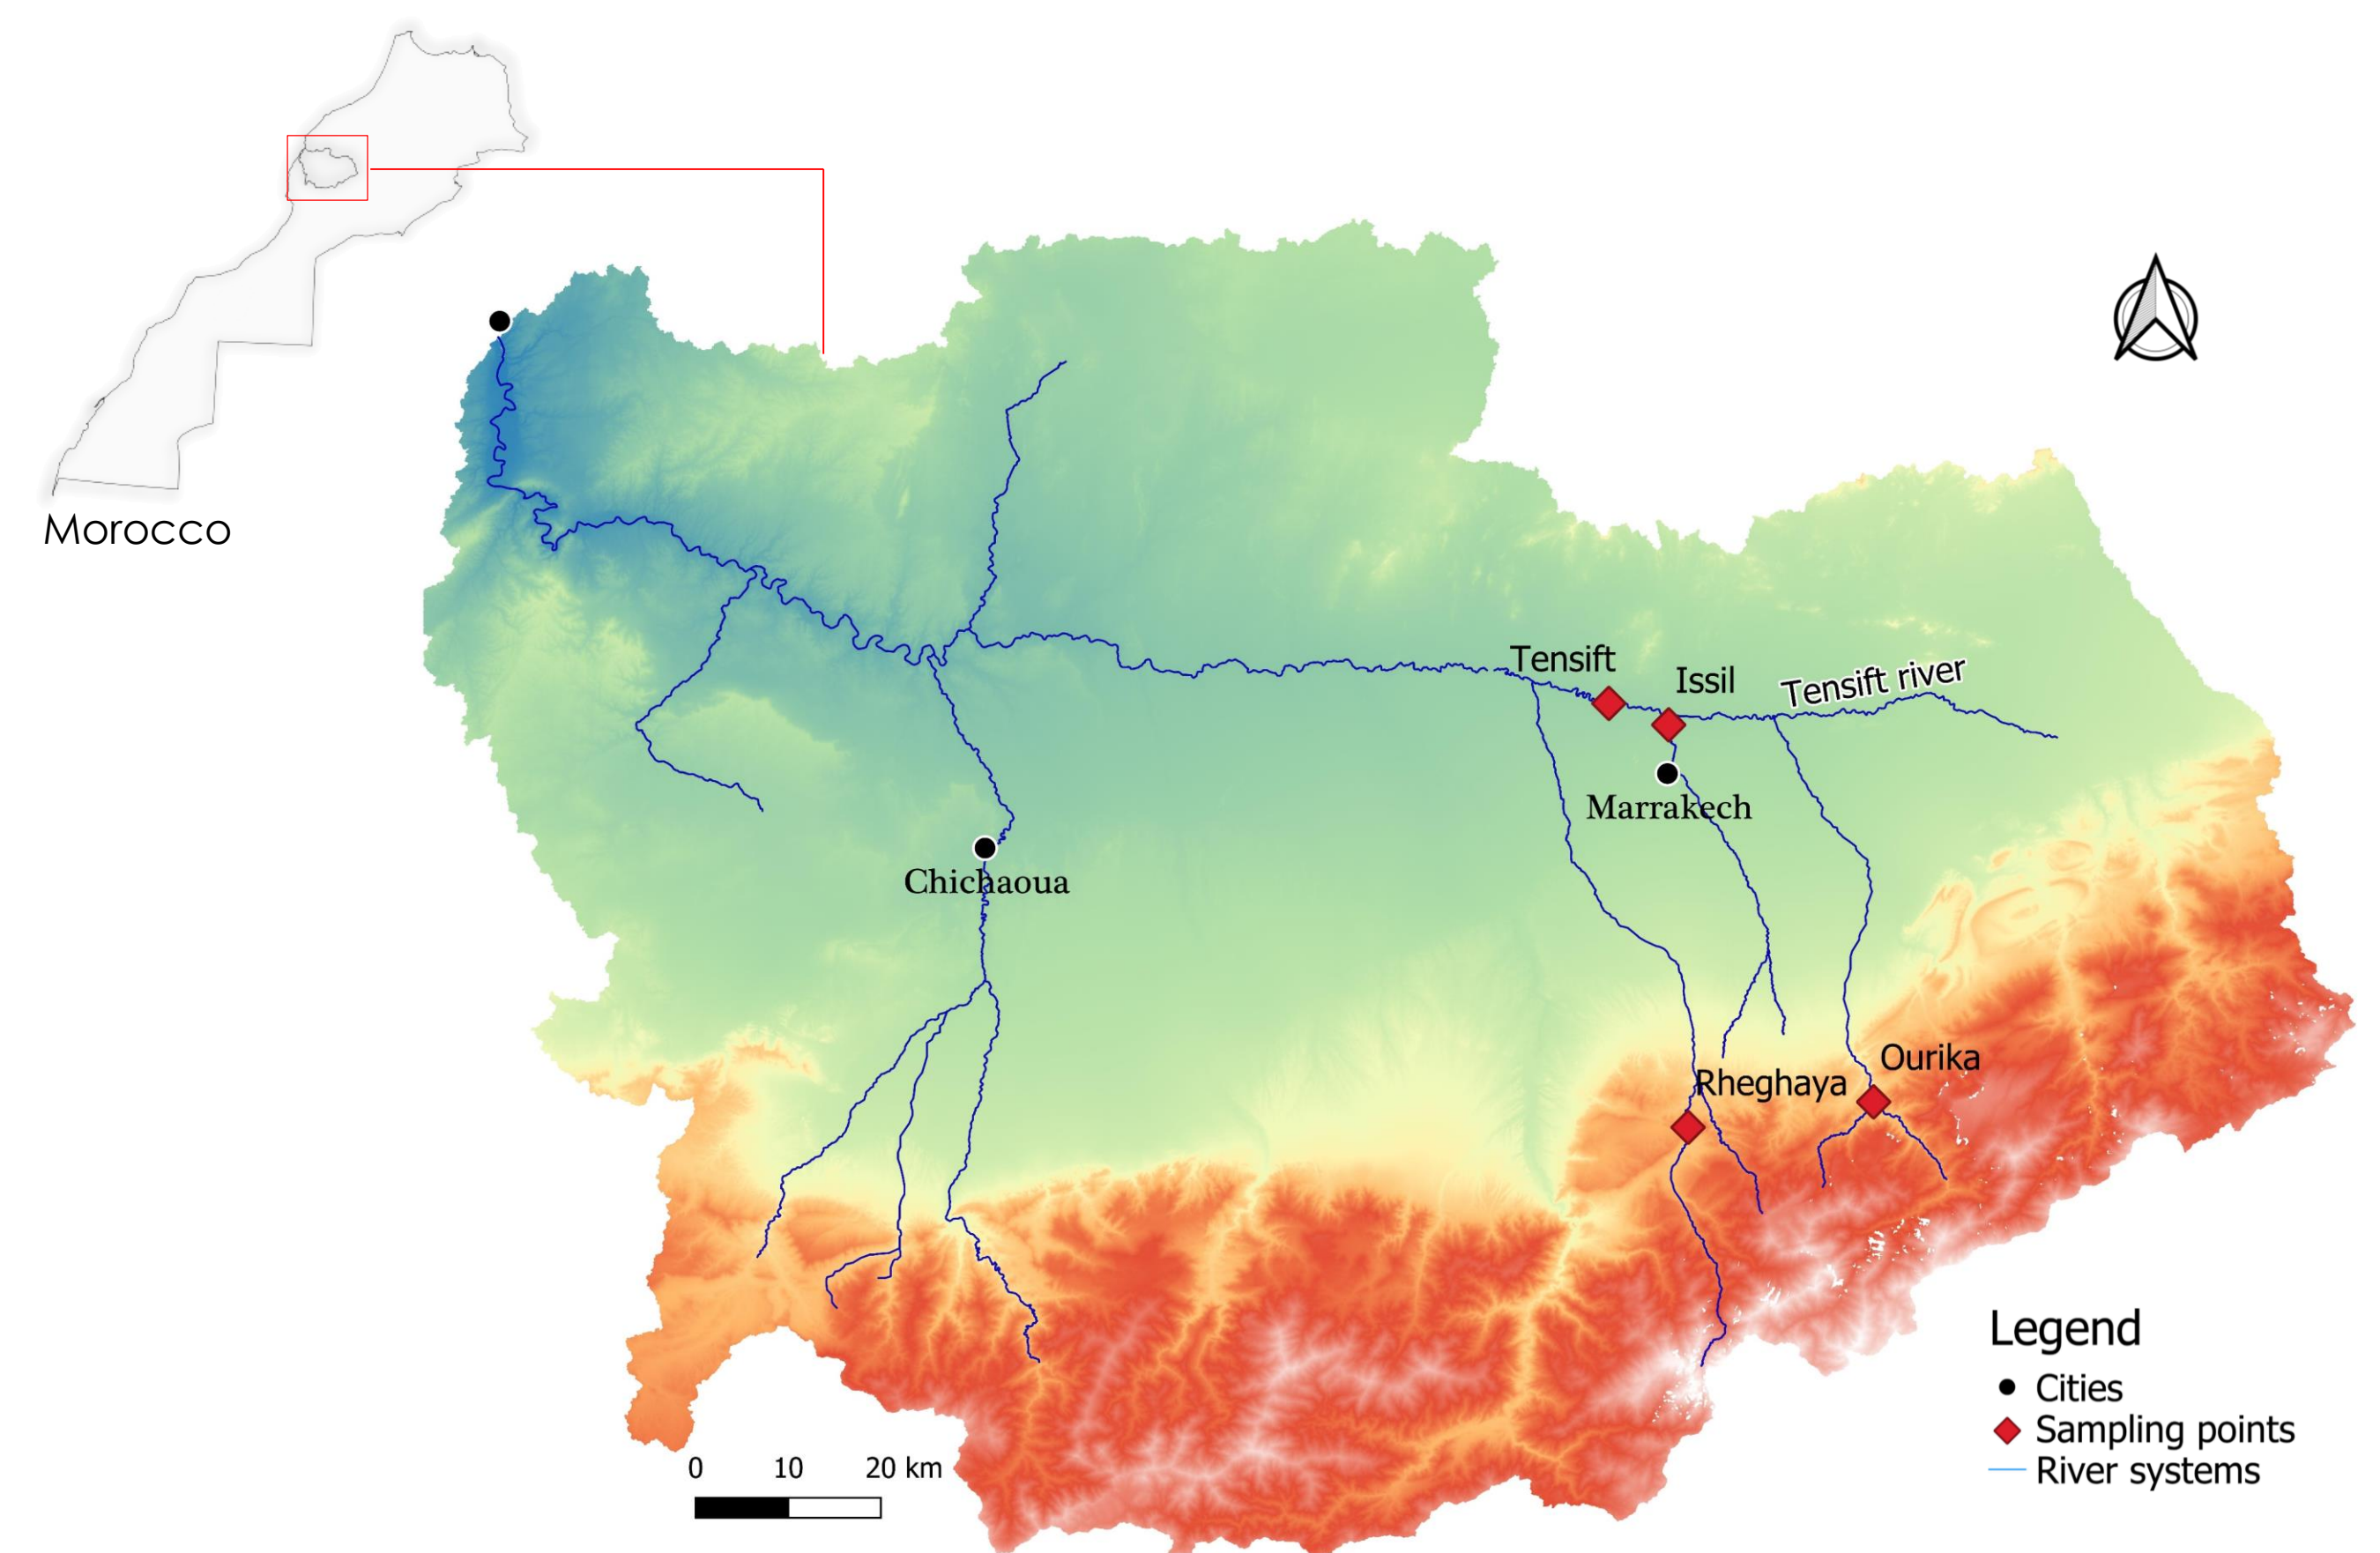 Morocco
Tensift
Issil
Tensift river
Marrakech
Chichaoua
Ourika
Rheghaya
Legend
Cities
Sampling points
River systems
0 10 20 km